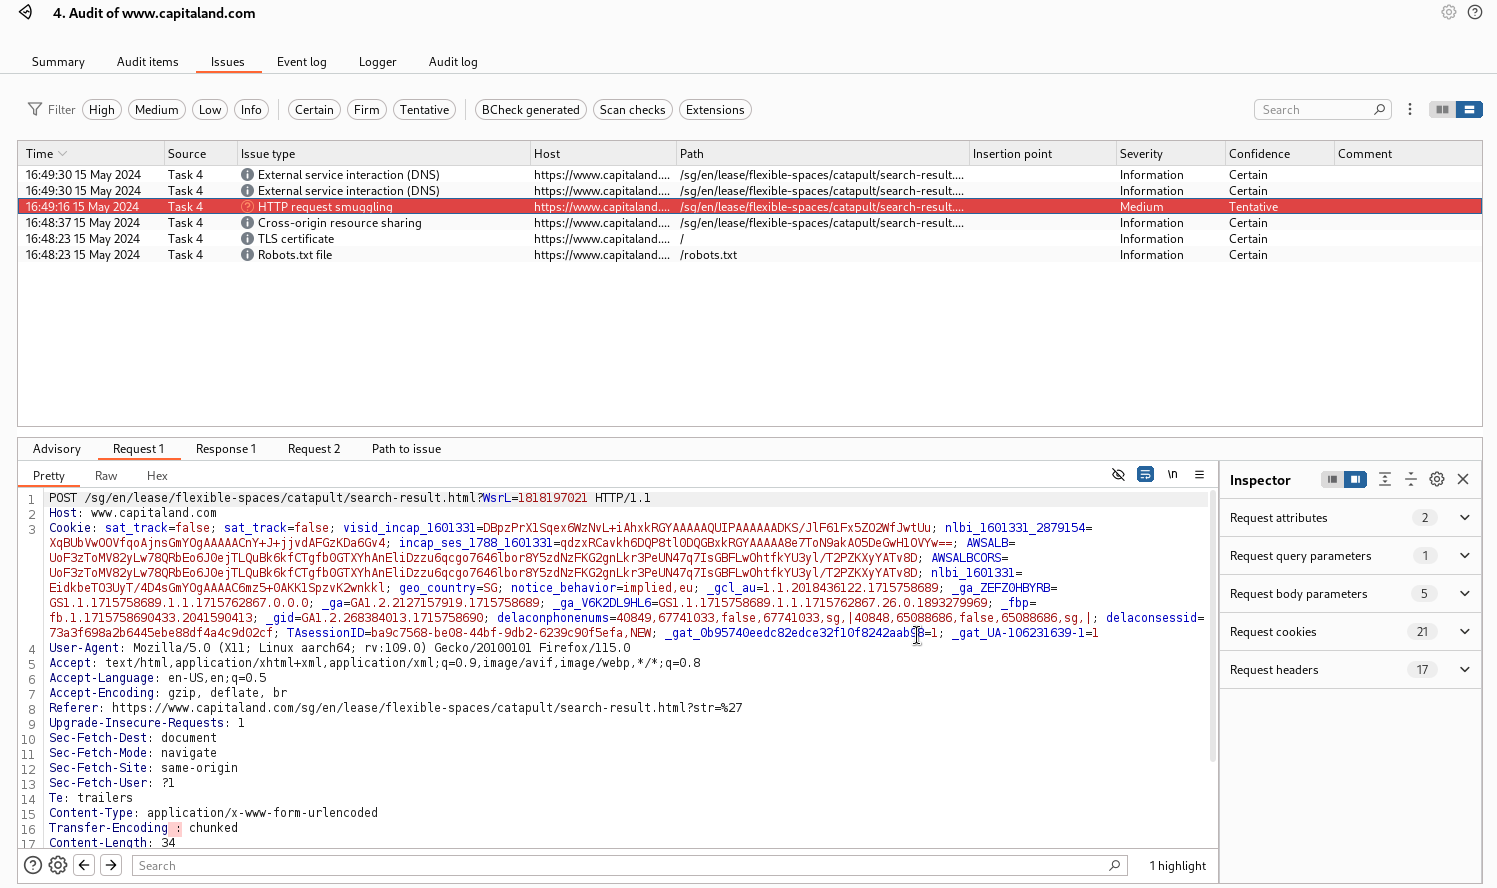 4. Audit of www.capitaland.com
Summary Audit items Issues Event log Logger Audit log
Filter High Medium Low Info Certain Firm Tentative BCheck generated Scan checks Extensions Search
Time Source Issue type Host Path Insertion point Severity Confidence Comment
16:49:30 15 May 2024 Task 4 External service interaction (DNS) https://www.capitaland.... /sg/en/lease/flexible-spaces/catapult/search-result.... Information Certain
16:49:30 15 May 2024 Task 4 External service interaction (DNS) https://www.capitaland.... /sg/en/lease/flexible-spaces/catapult/search-result.... Information Certain
16:49:16 15 May 2024 Task 4 HTTP request smuggling https://www.capitaland.... /sg/en/lease/flexible-spaces/catapult/search-result.... Medium Tentative
16:48:37 15 May 2024 Task 4 Cross-origin resource sharing https://www.capitaland.... /sg/en/lease/flexible-spaces/catapult/search-result.... Information Certain
16:48:23 15 May 2024 Task 4 TLS certificate https://www.capitaland.... / Information Certain
16:48:23 15 May 2024 Task 4 Robots.txt file https://www.capitaland.... /robots.txt Information Certain
Advisory Request 1 Response 1 Request 2 Path to issue
Pretty Raw Hex \n
1 POST /sg/en/lease/flexible-spaces/catapult/search-result.html?WsrL=1818197021 HTTP/1.1
2 Host: www.capitaland.com
3 Cookie: sat_track=false; sat_track=false; visid_incap_1601331=DBpzPrX1Sqex6WzNvL+iAhxkRGYAAAAAQUIPAAAAAADKS/JlF61Fx5ZO2WfJwtUu; nlbi_1601331_2879154=
XqBUbVwOOVfqoAjnsGmYOgAAAAACnY+J+jjvdAFGzKDa6Gv4; incap_ses_1788_1601331=qdzxRCavkh6DQP8tl0DQGBxkRGYAAAAA8e7ToN9akAO5DeGwH1OVYw==; AWSALB=
UoF3zToMV82yLw78QRbEo6JOejTLQuBk6kfCTgfb0GTXYhAnEliDzzu6qcgo7646lbor8Y5zdNzFKG2gnLkr3PeUN47q7IsGBFLwOhtfkYU3yl/T2PZKXyYATv8D; AWSALBCORS=
UoF3zToMV82yLw78QRbEo6JOejTLQuBk6kfCTgfb0GTXYhAnEliDzzu6qcgo7646lbor8Y5zdNzFKG2gnLkr3PeUN47q7IsGBFLwOhtfkYU3yl/T2PZKXyYATv8D; nlbi_1601331=
EidkbeTO3UyT/4D4sGmYOgAAAAC6mz5+0AKK1SpzvK2wnkkl; geo_country=SG; notice_behavior=implied,eu; _gcl_au=1.1.2018436122.1715758689; _ga_ZEFZ0HBYRB=
GS1.1.1715758689.1.1.1715762867.0.0.0; _ga=GA1.2.2127157919.1715758689; _ga_V6K2DL9HL6=GS1.1.1715758689.1.1.1715762867.26.0.1893279969; _fbp=
fb.1.1715758690433.2041590413; _gid=GA1.2.268384013.1715758690; delaconphonenums=40849,67741033,false,67741033,sg,|40848,65088686,false,65088686,sg,|; delaconsessid=
73a3f698a2b6445ebe88df4a4c9d02cf; TAsessionID=ba9c7568-be08-44bf-9db2-6239c90f5efa,NEW; _gat_0b95740eedc82edce32f10f8242aab98=1; _gat_UA-106231639-1=1
4 User-Agent: Mozilla/5.0 (X11; Linux aarch64; rv:109.0) Gecko/20100101 Firefox/115.0
5 Accept: text/html,application/xhtml+xml,application/xml;q=0.9,image/avif,image/webp,*/*;q=0.8
6 Accept-Language: en-US,en;q=0.5
7 Accept-Encoding: gzip, deflate, br
8 Referer: https://www.capitaland.com/sg/en/lease/flexible-spaces/catapult/search-result.html?str=%27
9 Upgrade-Insecure-Requests: 1
10 Sec-Fetch-Dest: document
11 Sec-Fetch-Mode: navigate
12 Sec-Fetch-Site: same-origin
13 Sec-Fetch-User: ?1
14 Te: trailers
15 Content-Type: application/x-www-form-urlencoded
16 Transfer-Encoding : chunked
17 Content-Length: 34
Search 1 highlight
Inspector
Request attributes 2
Request query parameters 1
Request body parameters 5
Request cookies 21
Request headers 17